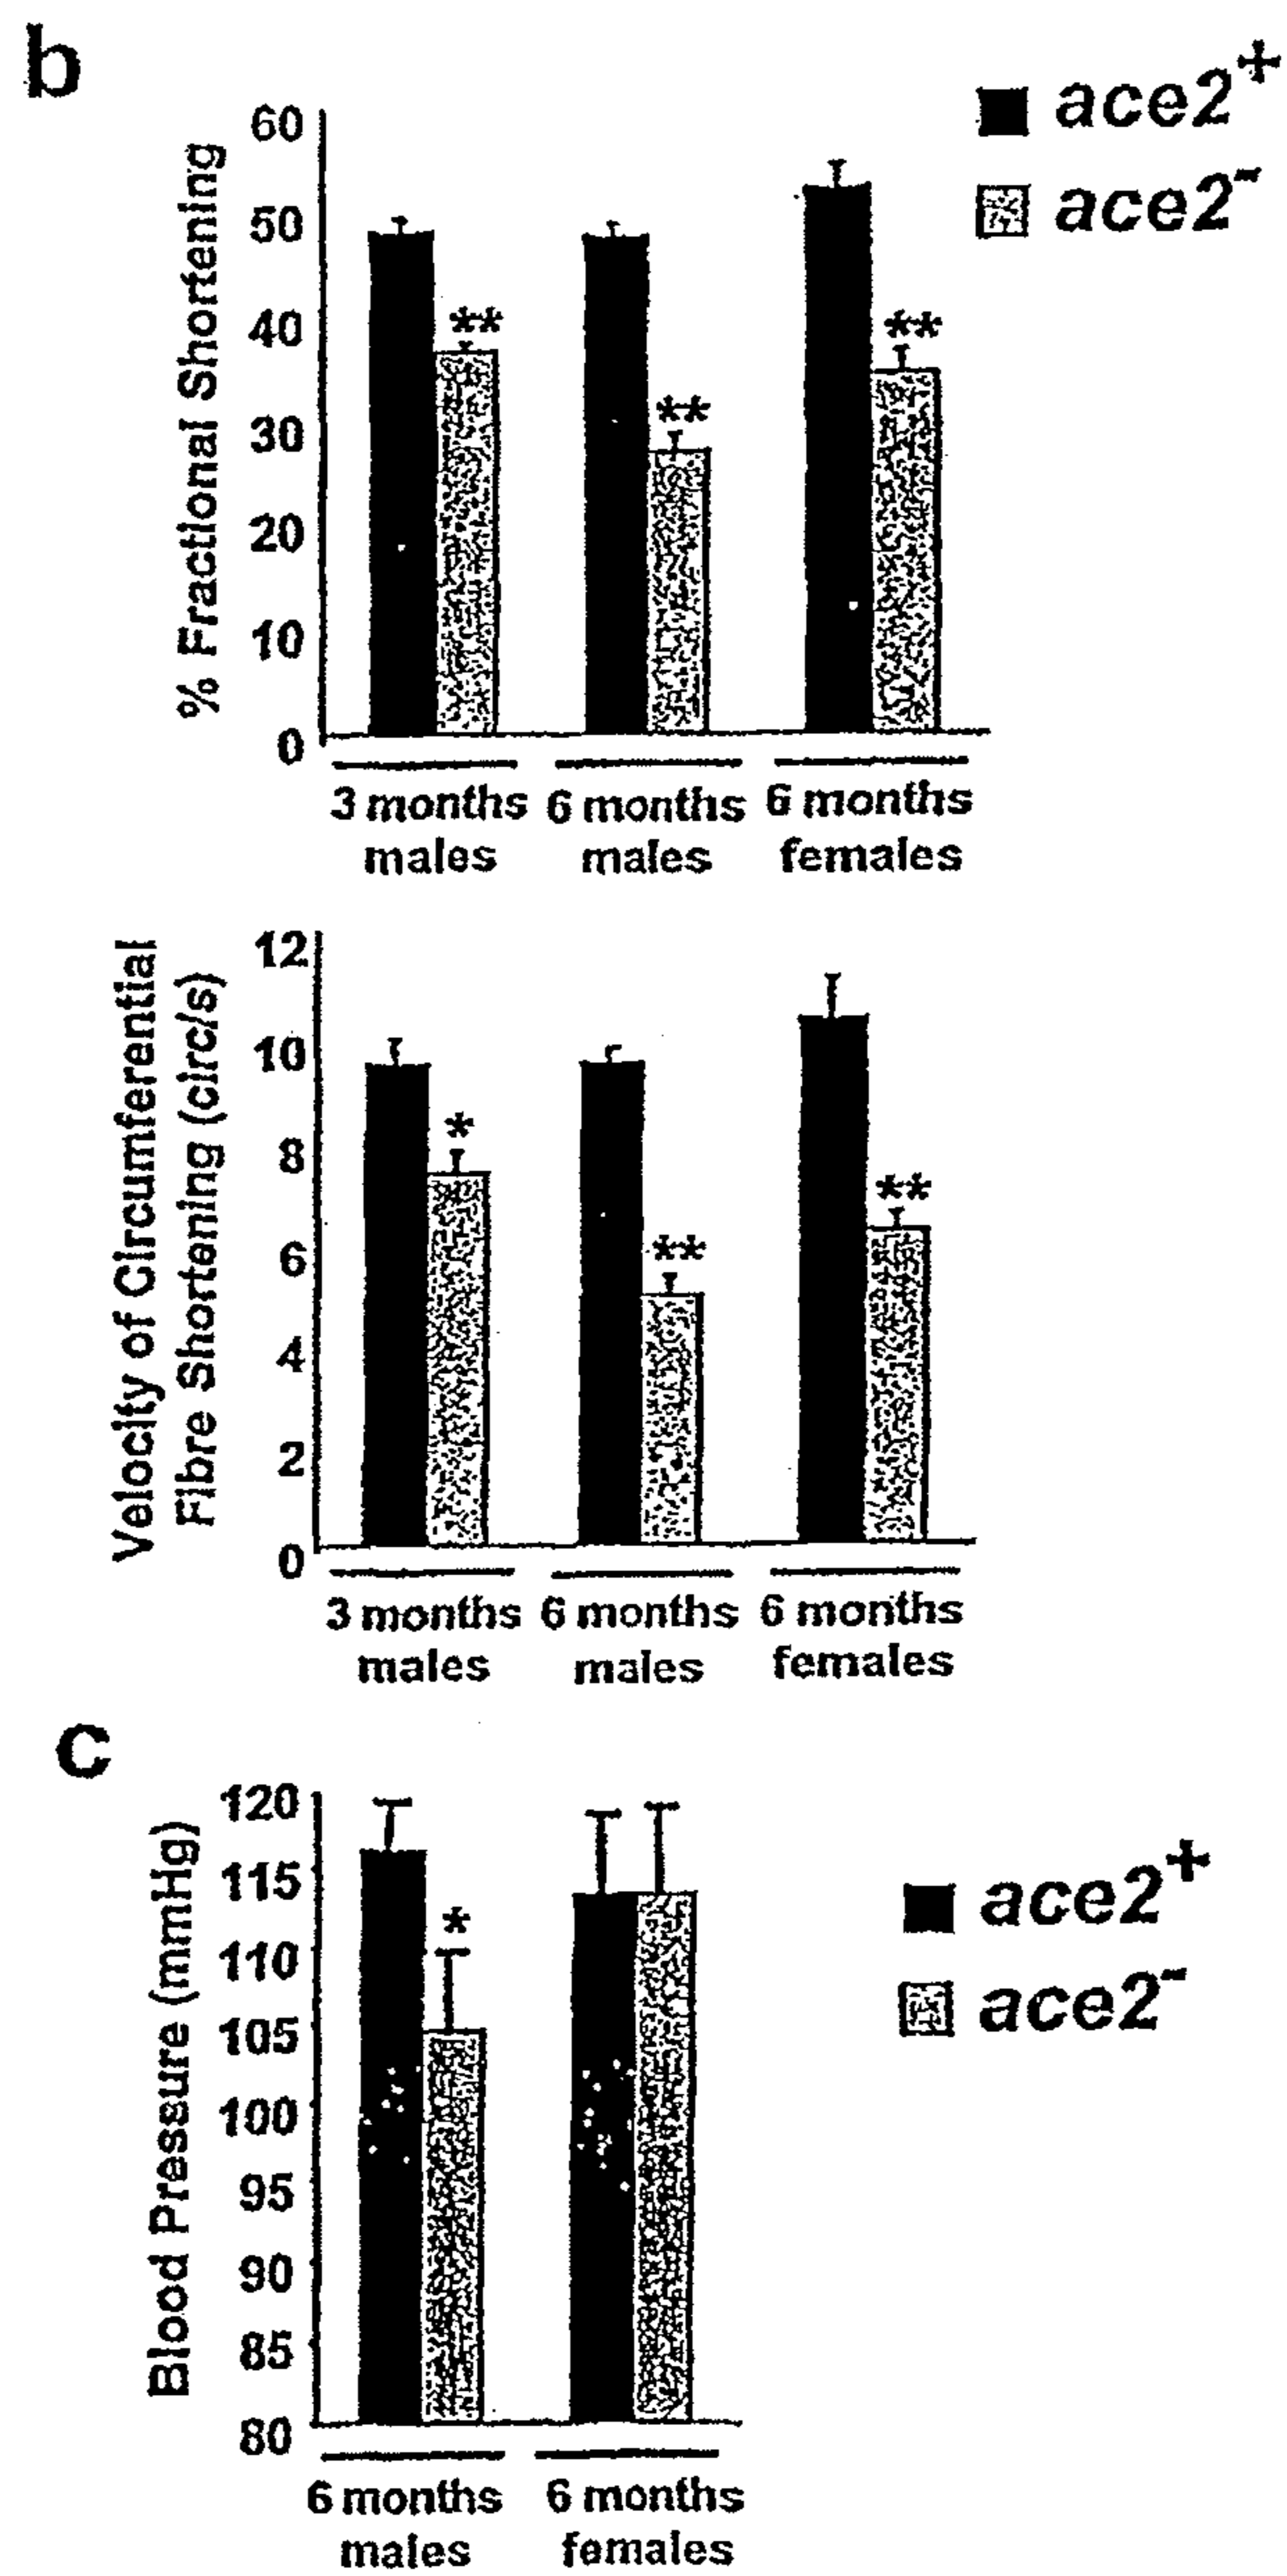 b
ace2+
ace2-
% Fractional Shortening
60
50
40
30
20
10
0
**
**
**
3 months 6 months 6 months
males males females
Velocity of Circumferential
Fibre Shortening (circ/s)
12
10
8
6
4
2
0
*
**
**
3 months 6 months 6 months
males males females
c
ace2+
ace2-
Blood Pressure (mmHg)
120
115
110
105
100
95
90
85
80
*
6 months 6 months
males females